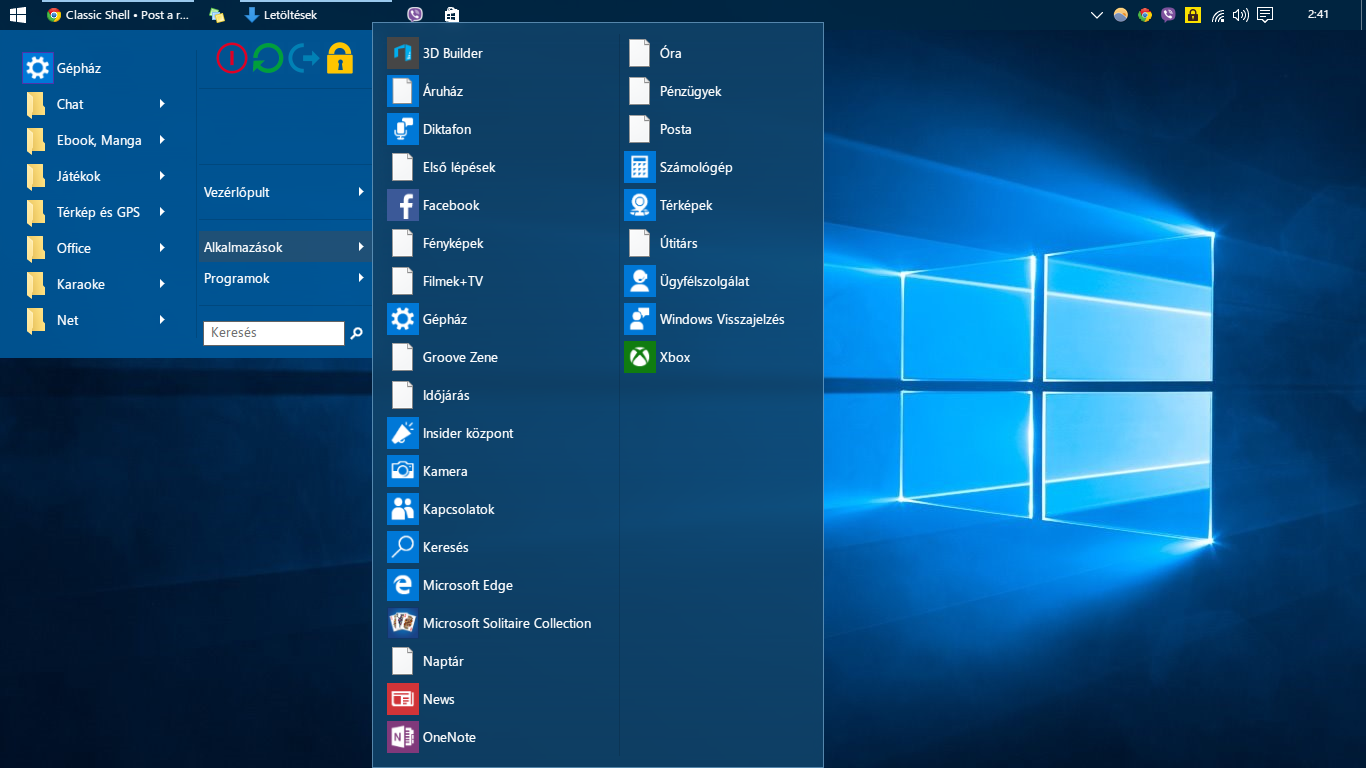 Classic Shell • Post a r...
Letöltések
2:41
Gépház
Chat
Ebook, Manga
Játékok
Térkép és GPS
Office
Karaoke
Net
Vezérlőpult
Alkalmazások
Programok
Keresés
3D Builder
Áruház
Diktafon
Első lépések
Facebook
Fényképek
Filmek+TV
Gépház
Groove Zene
Időjárás
Insider központ
Kamera
Kapcsolatok
Keresés
Microsoft Edge
Microsoft Solitaire Collection
Naptár
News
OneNote
Óra
Pénzügyek
Posta
Számológép
Térképek
Útitárs
Ügyfélszolgálat
Windows Visszajelzés
Xbox